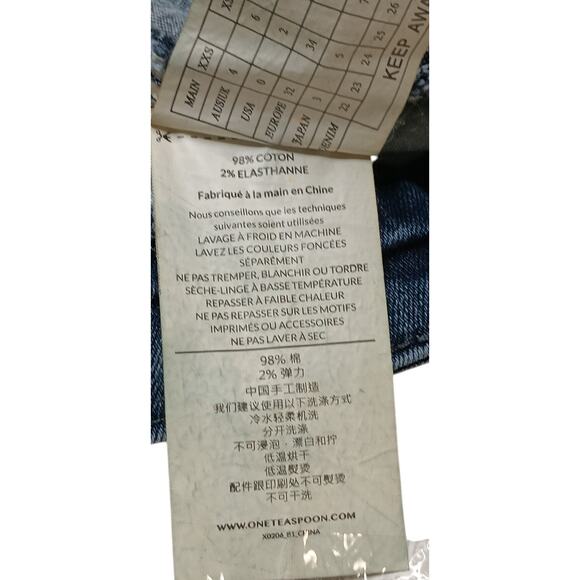 MAIN XXS XS
AUS/UK 4 6
USA 0 2
EUROPE 32 34
JAPAN 3 5
DENIM 22 23 24 25 26
KEEP AWA
98% COTON
2% ELASTHANNE
Fabriqué à la main en Chine
Nous conseillons que les techniques
suivantes soient utilisées
LAVAGE À FROID EN MACHINE
LAVEZ LES COULEURS FONCÉES
SÉPARÉMENT
NE PAS TREMPER, BLANCHIR OU TORDRE
SÈCHE-LINGE À BASSE TEMPÉRATURE
REPASSER À FAIBLE CHALEUR
NE PAS REPASSER SUR LES MOTIFS
IMPRIMÉS OU ACCESSOIRES
NE PAS LAVER À SEC
98% 棉
2% 弹力
中国手工制造
我们建议使用以下洗涤方式
冷水轻柔机洗
分开洗涤
不可浸泡．漂白和拧
低温烘干
低温熨烫
配件跟印刷处不可熨烫
不可干洗
WWW.ONETEASPOON.COM
X0206_B1_CHINA